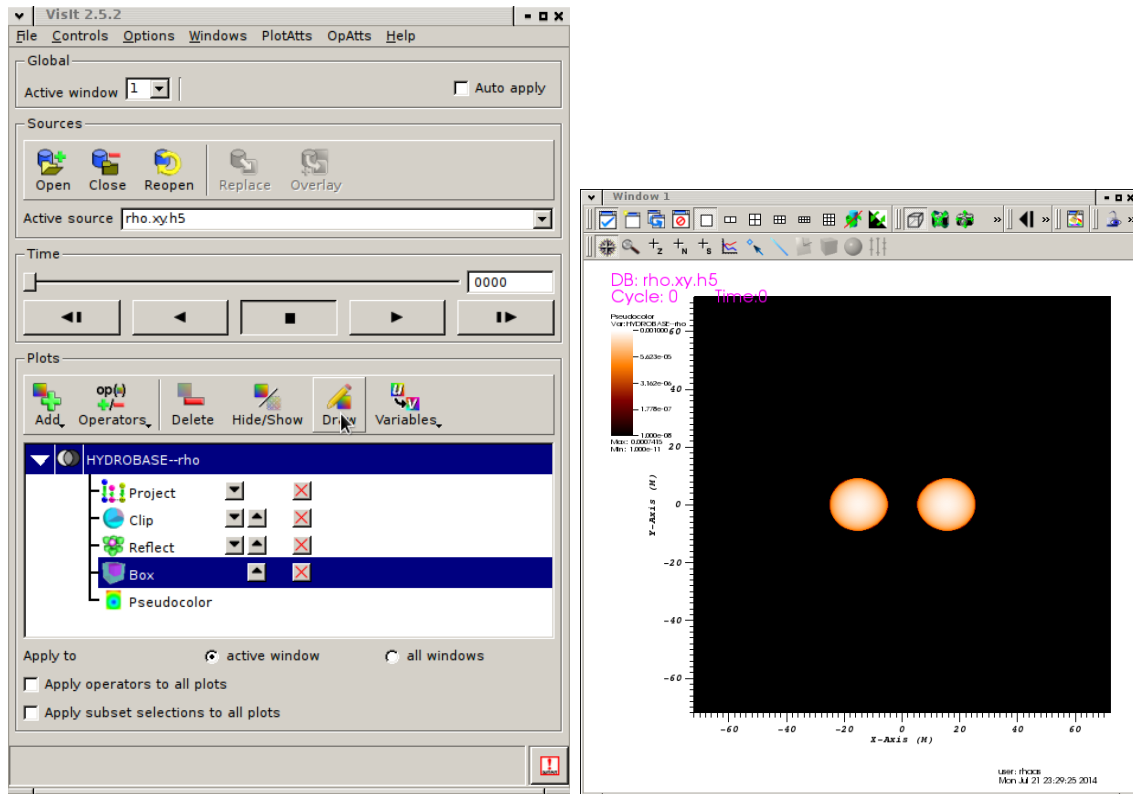 VisIt 2.5.2
File Controls Options Windows PlotAtts OpAtts Help
Global
Active window 1 Auto apply
Sources
Open Close Reopen Replace Overlay
Active source rho.xy.h5
Time
0000
Plots
op(·)
+/-
Add Operators Delete Hide/Show Draw Variables
HYDROBASE--rho
Project
Clip
Reflect
Box
Pseudocolor
Apply to active window all windows
Apply operators to all plots
Apply subset selections to all plots
Window 1
DB: rho.xy.h5
Cycle: 0 Time:0
Pseudocolor
Var: HYDROBASE--rho
0.001000
5.623e-05
3.162e-06
1.778e-07
1.000e-08
Max: 0.0007415
Min: 1.000e-11
60
40
20
0
-20
-40
-60
Y-Axis (M)
-60 -40 -20 0 20 40 60
X-Axis (M)
user: rhaas
Mon Jul 21 23:29:25 2014